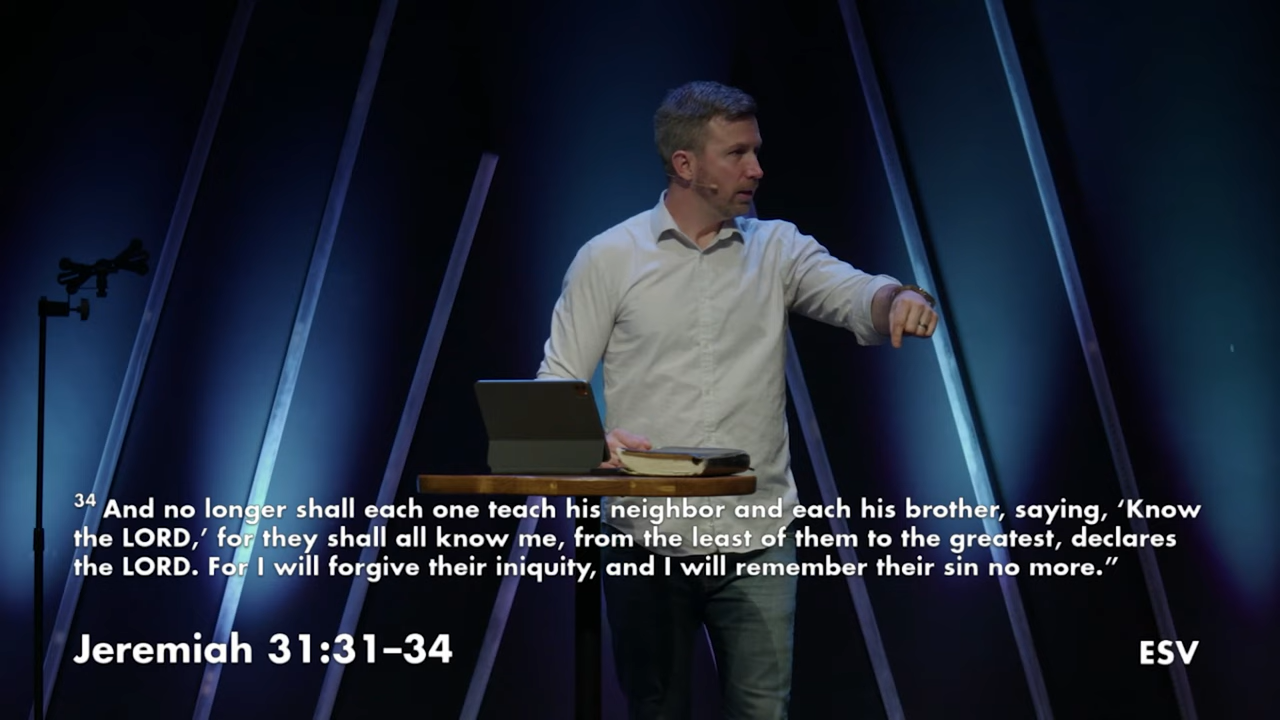 34 And no longer shall each one teach his neighbor and each his brother, saying, ‘Know
the LORD,’ for they shall all know me, from the least of them to the greatest, declares
the LORD. For I will forgive their iniquity, and I will remember their sin no more.”
Jeremiah 31:31–34
ESV